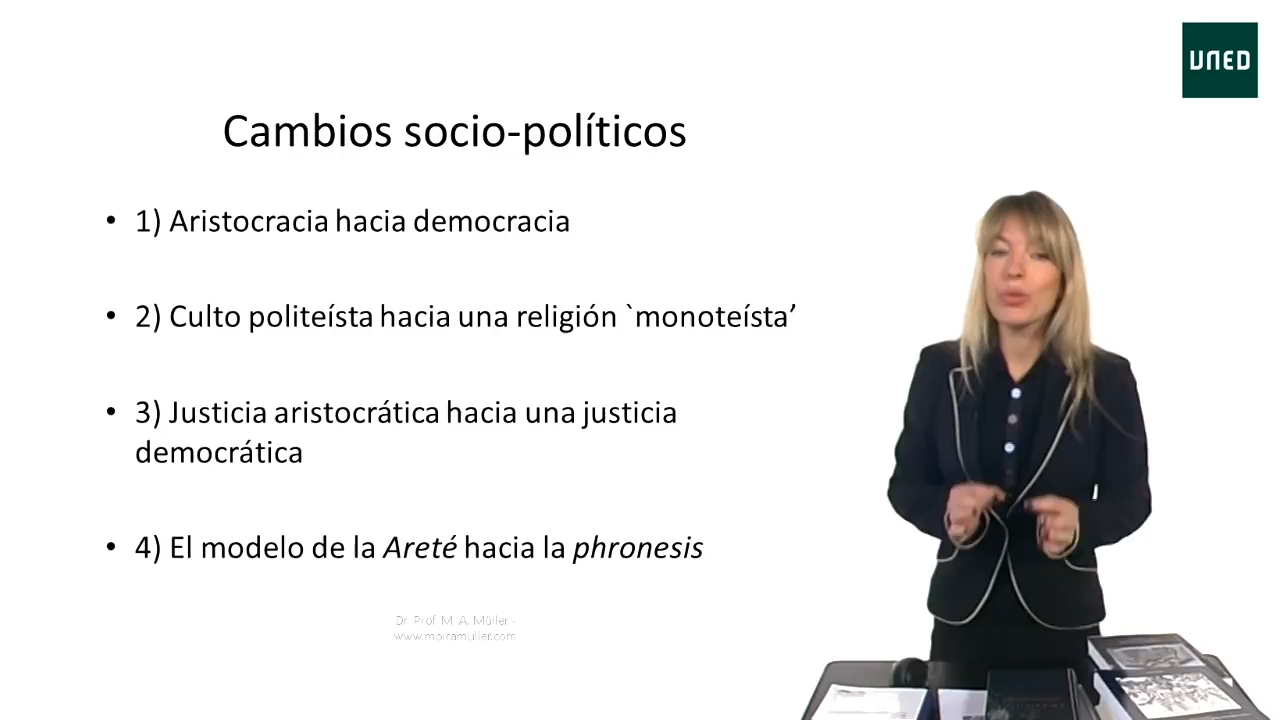 UNED
Cambios socio-políticos
• 1) Aristocracia hacia democracia
• 2) Culto politeísta hacia una religión `monoteísta’
• 3) Justicia aristocrática hacia una justicia
democrática
• 4) El modelo de la Areté hacia la phronesis
Dr. Prof. M. A. Müller -
www.moiramuller.com